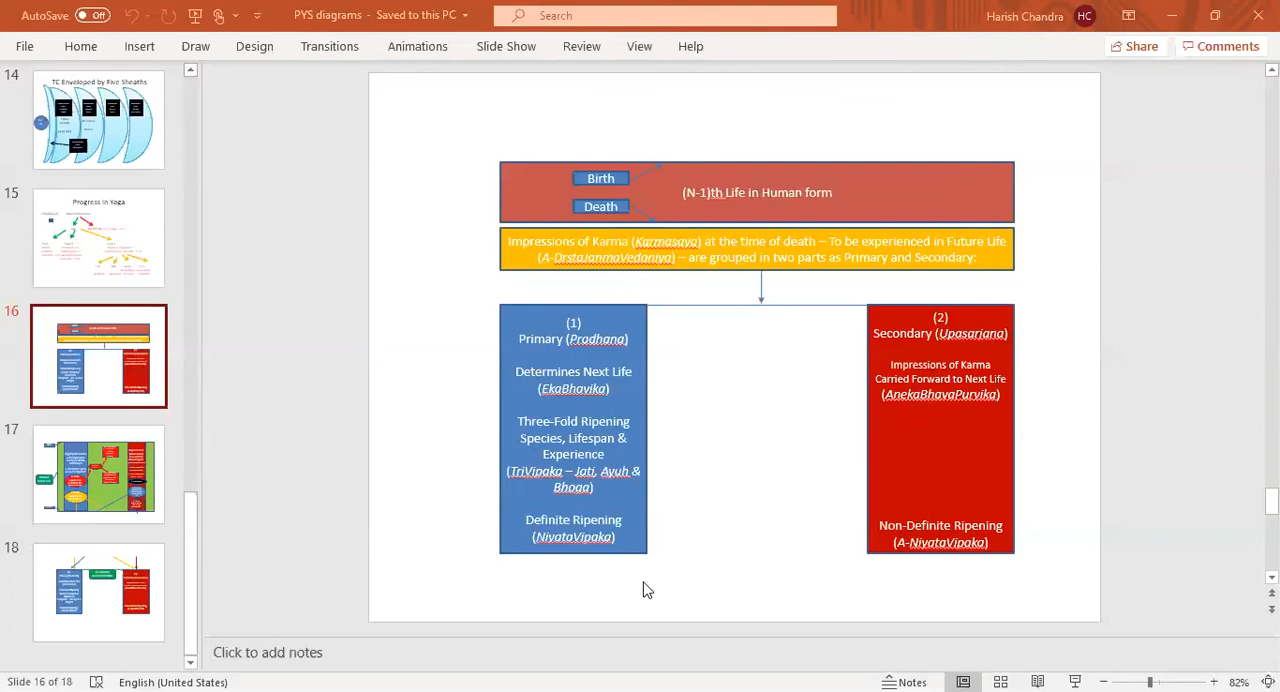 AutoSave Off PYS diagrams - Saved to this PC Search Harish Chandra HC
File Home Insert Draw Design Transitions Animations Slide Show Review View Help Share Comments
14
TC Enveloped by Five Sheaths
15
Progress in Yoga
16
17
18
Birth
(N-1)th Life in Human form
Death
Impressions of Karma (Karmasaya) at the time of death – To be experienced in Future Life
(A-DrstaJanmaVedaniya) – are grouped in two parts as Primary and Secondary:
(1)
Primary (Pradhana)
Determines Next Life
(EkaBhavika)
Three-Fold Ripening
Species, Lifespan &
Experience
(TriVipaka – Jati, Ayuh &
Bhoga)
Definite Ripening
(NiyataVipaka)
(2)
Secondary (Upasarjana)
Impressions of Karma
Carried Forward to Next Life
(AnekaBhavaPurvika)
Non-Definite Ripening
(A-NiyataVipaka)
Click to add notes
Slide 16 of 18 English (United States) Notes 82%